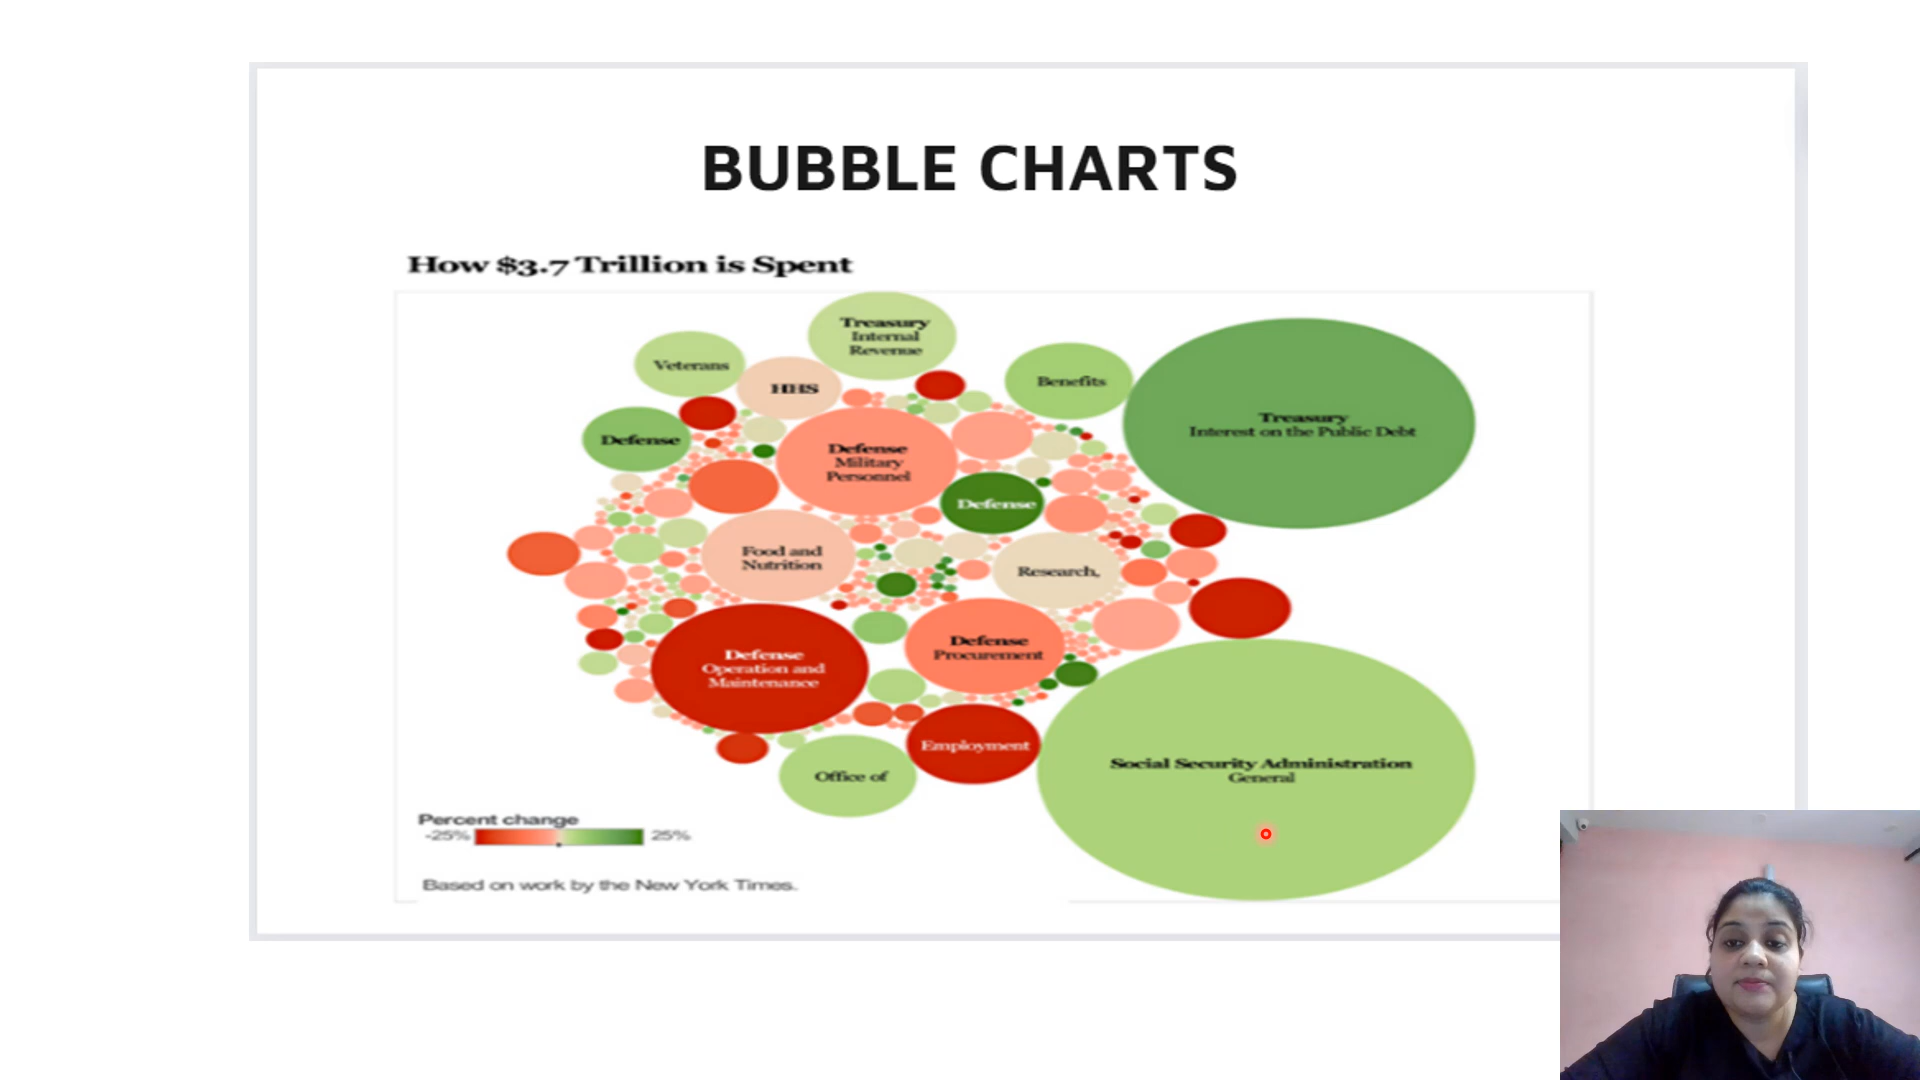 BUBBLE CHARTS
How $3.7 Trillion is Spent
Treasury
Internal
Revenue
Veterans
HHS
Benefits
Defense
Treasury
Interest on the Public Debt
Defense
Military
Personnel
Defense
Food and
Nutrition
Research,
Defense
Procurement
Defense
Operation and
Maintenance
Employment
Office of
Social Security Administration
General
Percent change
-25%
25%
Based on work by the New York Times.